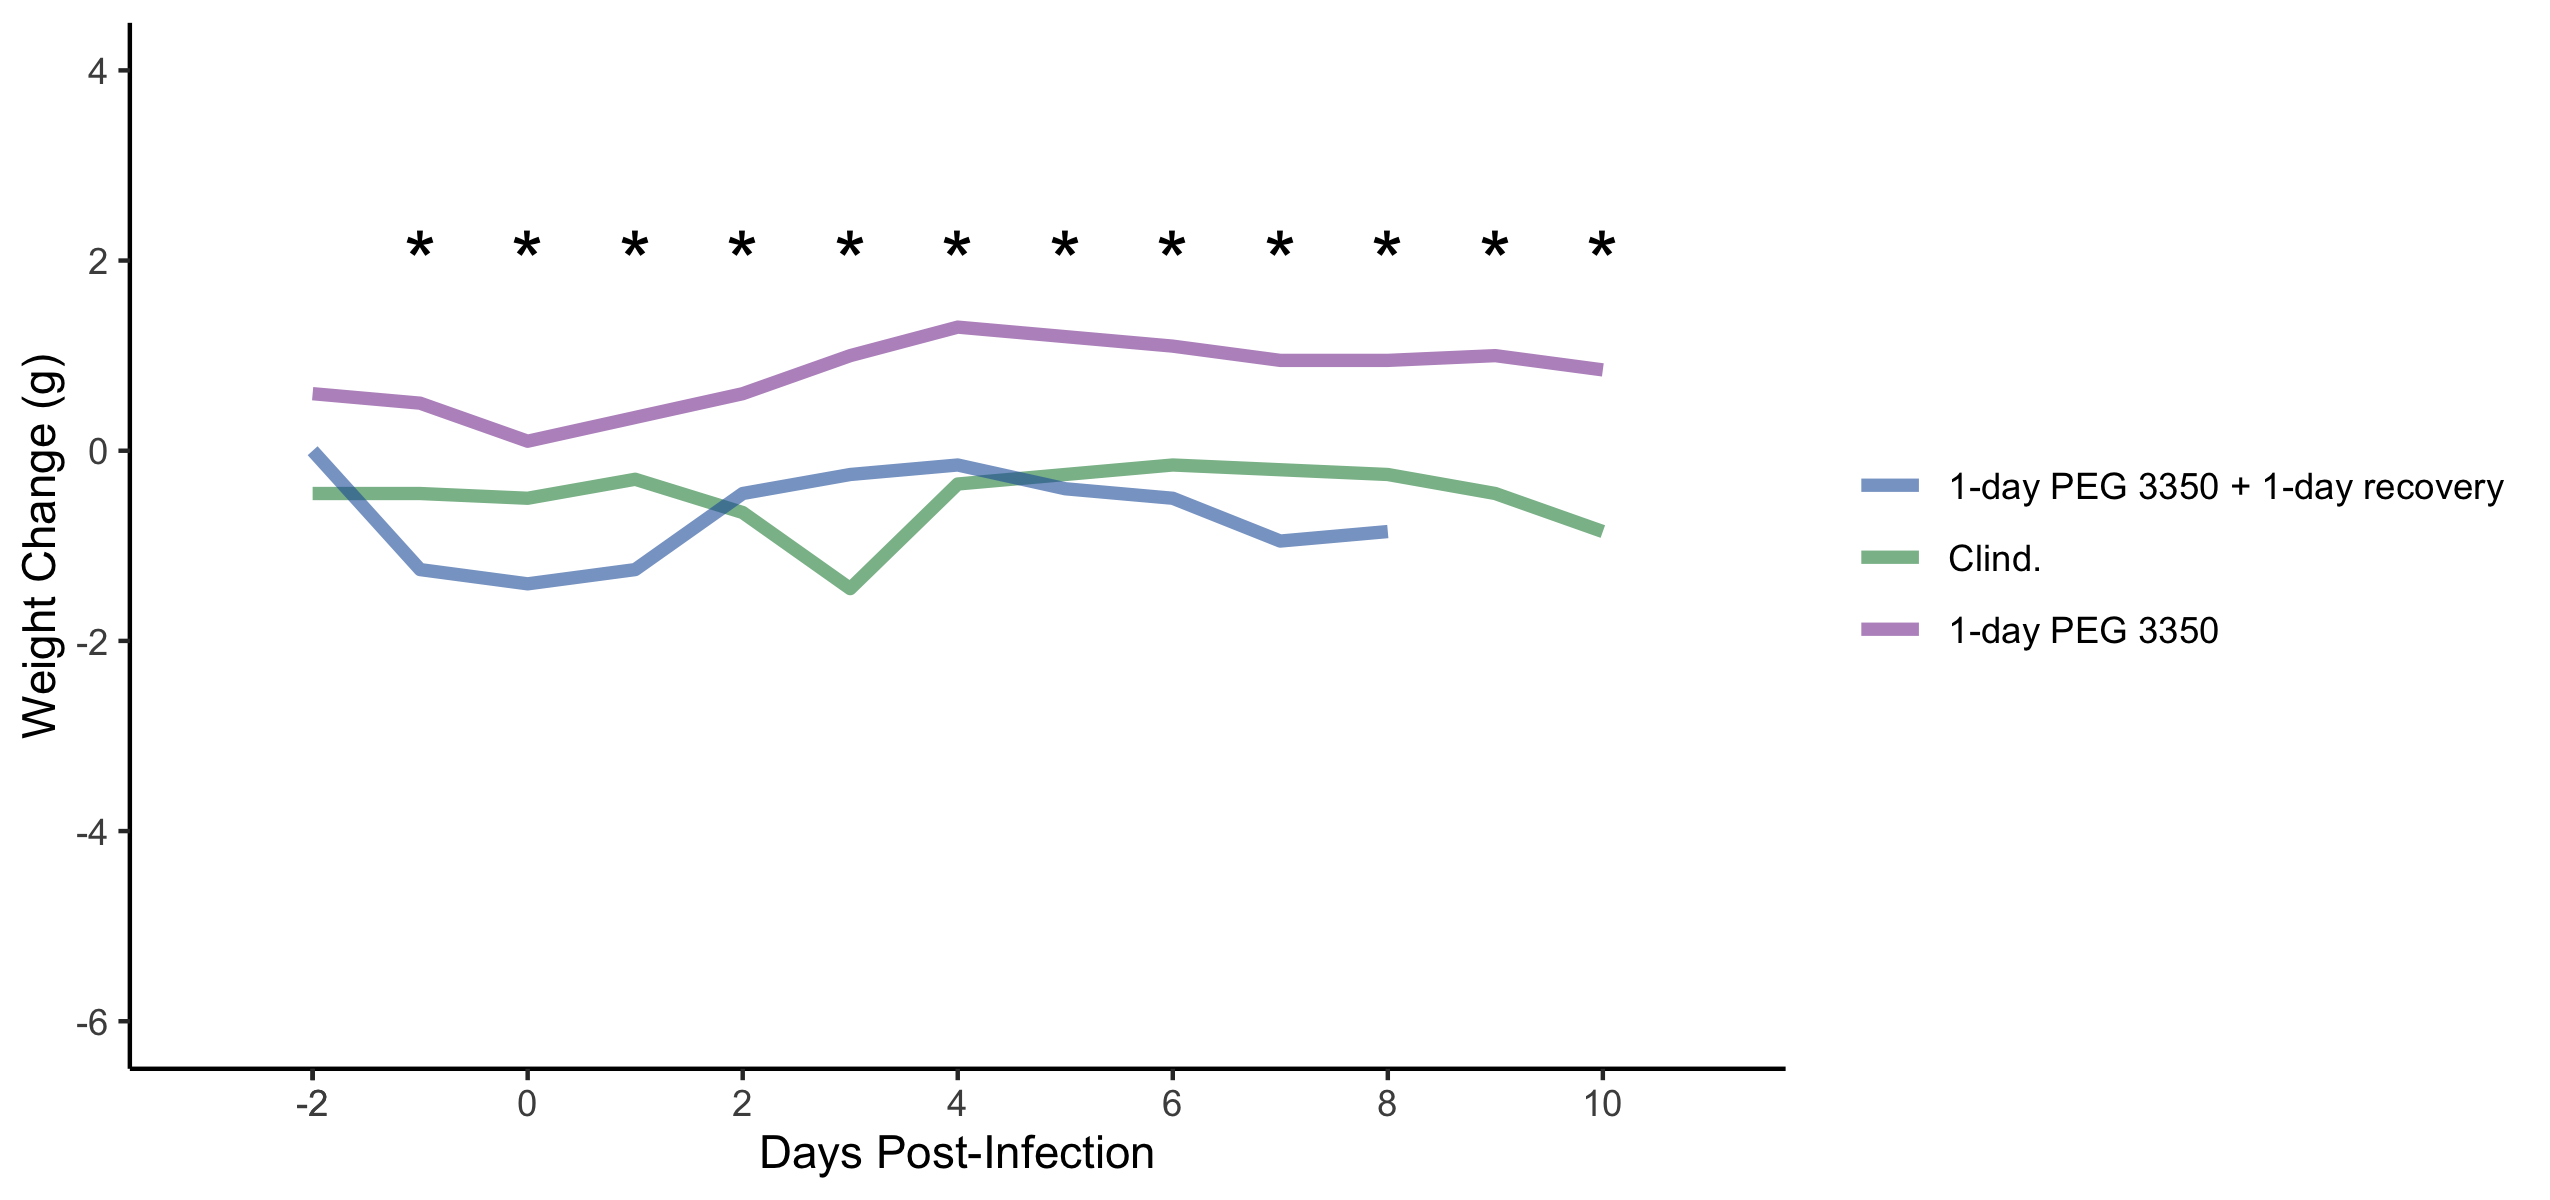 4
* * * * * * * * * * * *
2
0
-2
-4
-6
Weight Change (g)
-2 0 2 4 6 8 10
Days Post-Infection
1-day PEG 3350 + 1-day recovery
Clind.
1-day PEG 3350